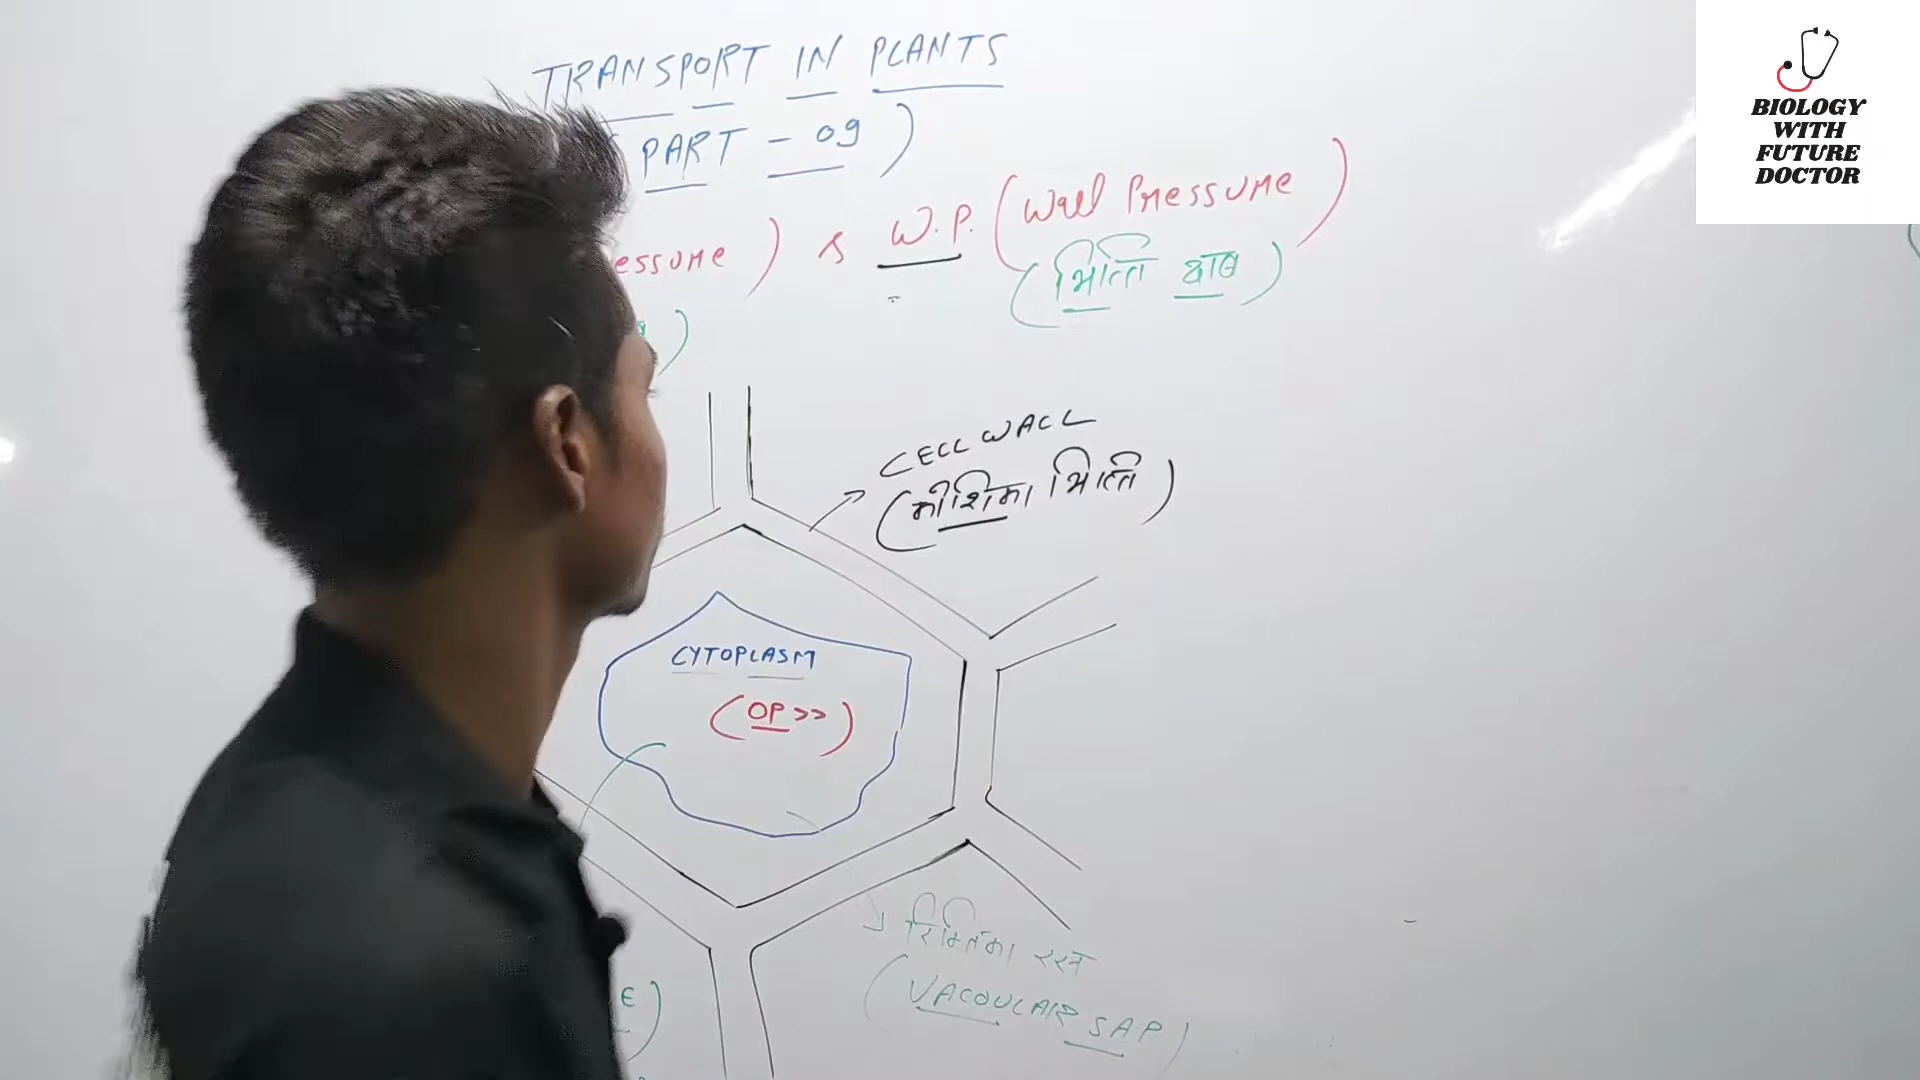 TRANSPORT IN PLANTS
PART - 09 )
essure ) & W.P. (Wall Pressure)
(भित्ति दाब)
)
CELL WALL
(कोशिका भित्ति)
CYTOPLASM
(OP >>)
रिक्तिका रस
(VACOULAR SAP)
E)
BIOLOGY
WITH
FUTURE
DOCTOR